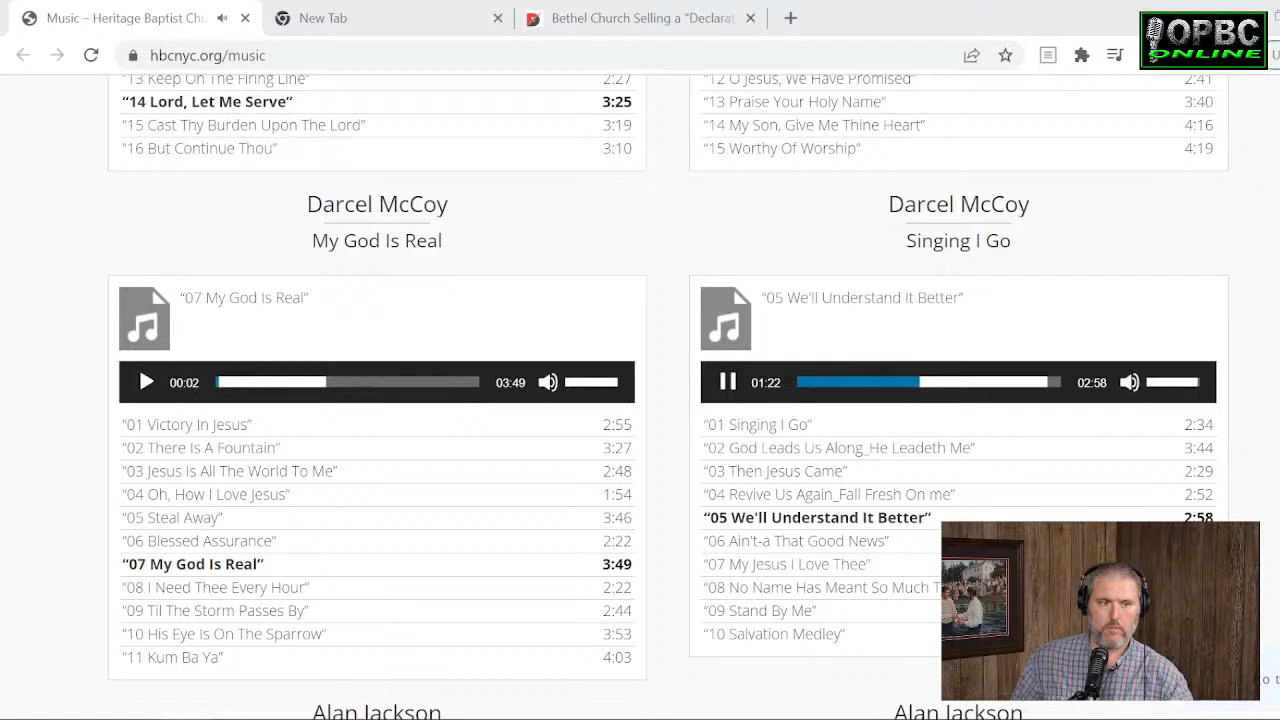 Music – Heritage Baptist Chu
New Tab
Bethel Church Selling a "Declarat
OPBC
ONLINE
hbcnyc.org/music
“13 Keep On The Firing Line” 2:27
“14 Lord, Let Me Serve” 3:25
“15 Cast Thy Burden Upon The Lord” 3:19
“16 But Continue Thou” 3:10
“12 O Jesus, We Have Promised” 2:41
“13 Praise Your Holy Name” 3:40
“14 My Son, Give Me Thine Heart” 4:16
“15 Worthy Of Worship” 4:19
Darcel McCoy
My God Is Real
“07 My God Is Real”
00:02 03:49
“01 Victory In Jesus” 2:55
“02 There Is A Fountain” 3:27
“03 Jesus Is All The World To Me” 2:48
“04 Oh, How I Love Jesus” 1:54
“05 Steal Away” 3:46
“06 Blessed Assurance” 2:22
“07 My God Is Real” 3:49
“08 I Need Thee Every Hour” 2:22
“09 Til The Storm Passes By” 2:44
“10 His Eye Is On The Sparrow” 3:53
“11 Kum Ba Ya” 4:03
Alan Jackson
Darcel McCoy
Singing I Go
“05 We'll Understand It Better”
01:22 02:58
“01 Singing I Go” 2:34
“02 God Leads Us Along_He Leadeth Me” 3:44
“03 Then Jesus Came” 2:29
“04 Revive Us Again_Fall Fresh On me” 2:52
“05 We'll Understand It Better” 2:58
“06 Ain't-a That Good News”
“07 My Jesus I Love Thee”
“08 No Name Has Meant So Much T
“09 Stand By Me”
“10 Salvation Medley”
Alan Jackson